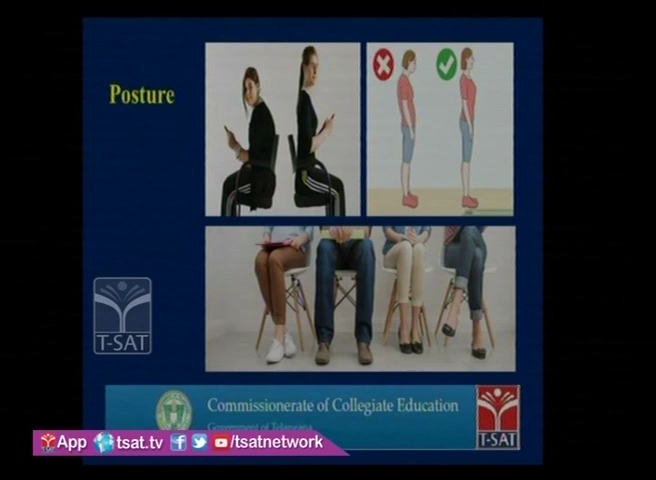 Posture
T-SAT
Commissionerate of Collegiate Education
Government of Telangana
T-SAT
App tsat.tv /tsatnetwork